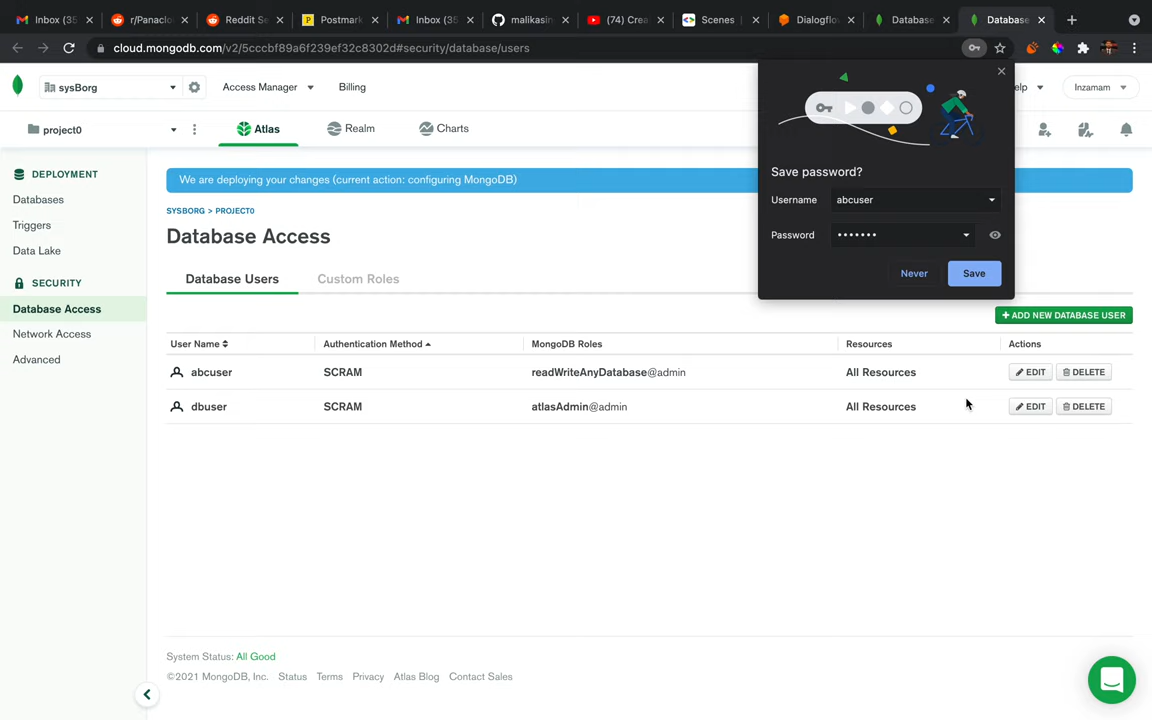 Inbox (35
r/Panaclo
Reddit Se
Postmark
Inbox (35
malikasin
(74) Crea
Scenes
Dialogflo
Database
Database
cloud.mongodb.com/v2/5cccbf89a6f239ef32c8302d#security/database/users
sysBorg
Access Manager
Billing
elp
Inzamam
project0
Atlas
Realm
Charts
Save password?
Username
abcuser
Password
•••••••
Never
Save
DEPLOYMENT
Databases
Triggers
Data Lake
SECURITY
Database Access
Network Access
Advanced
We are deploying your changes (current action: configuring MongoDB)
SYSBORG > PROJECT0
Database Access
Database Users
Custom Roles
+ ADD NEW DATABASE USER
User Name Authentication Method MongoDB Roles Resources Actions
abcuser SCRAM readWriteAnyDatabase@admin All Resources EDIT DELETE
dbuser SCRAM atlasAdmin@admin All Resources EDIT DELETE
System Status: All Good
©2021 MongoDB, Inc. Status Terms Privacy Atlas Blog Contact Sales